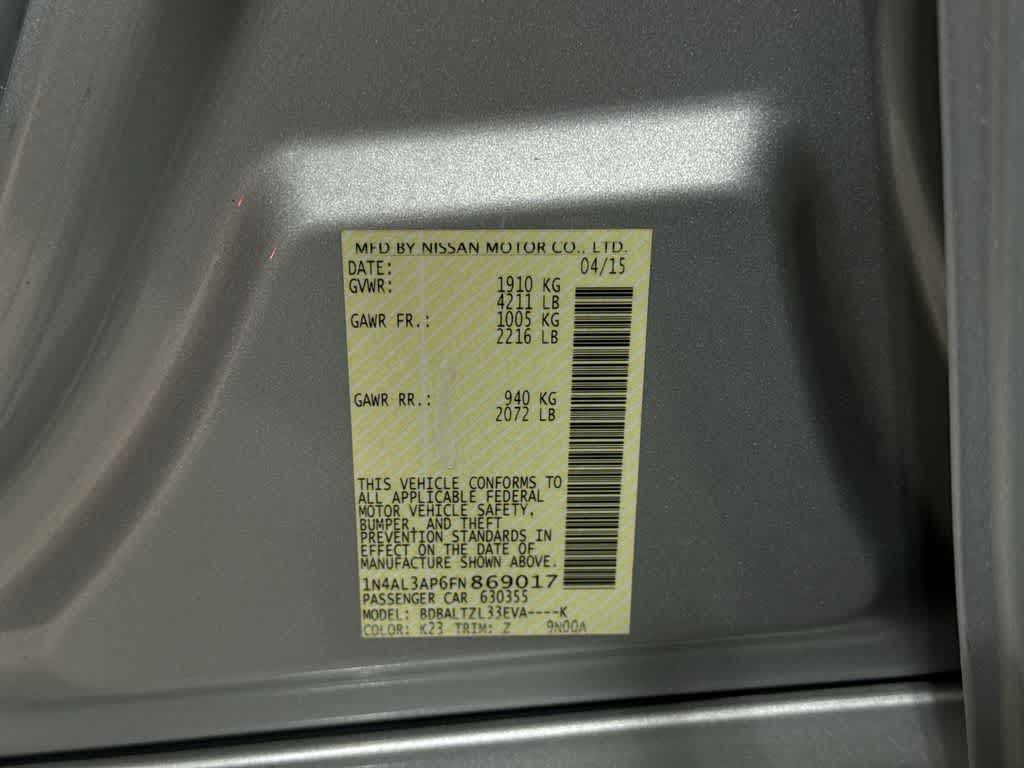 MFD BY NISSAN MOTOR CO., LTD.
DATE: 04/15
GVWR: 1910 KG
4211 LB
GAWR FR.: 1005 KG
2216 LB
GAWR RR.: 940 KG
2072 LB
THIS VEHICLE CONFORMS TO
ALL APPLICABLE FEDERAL
MOTOR VEHICLE SAFETY,
BUMPER, AND THEFT
PREVENTION STANDARDS IN
EFFECT ON THE DATE OF
MANUFACTURE SHOWN ABOVE.
1N4AL3AP6FN869017
PASSENGER CAR 630355
MODEL: BDBALTZL33EVA----K
COLOR: K23 TRIM: Z 9N00A